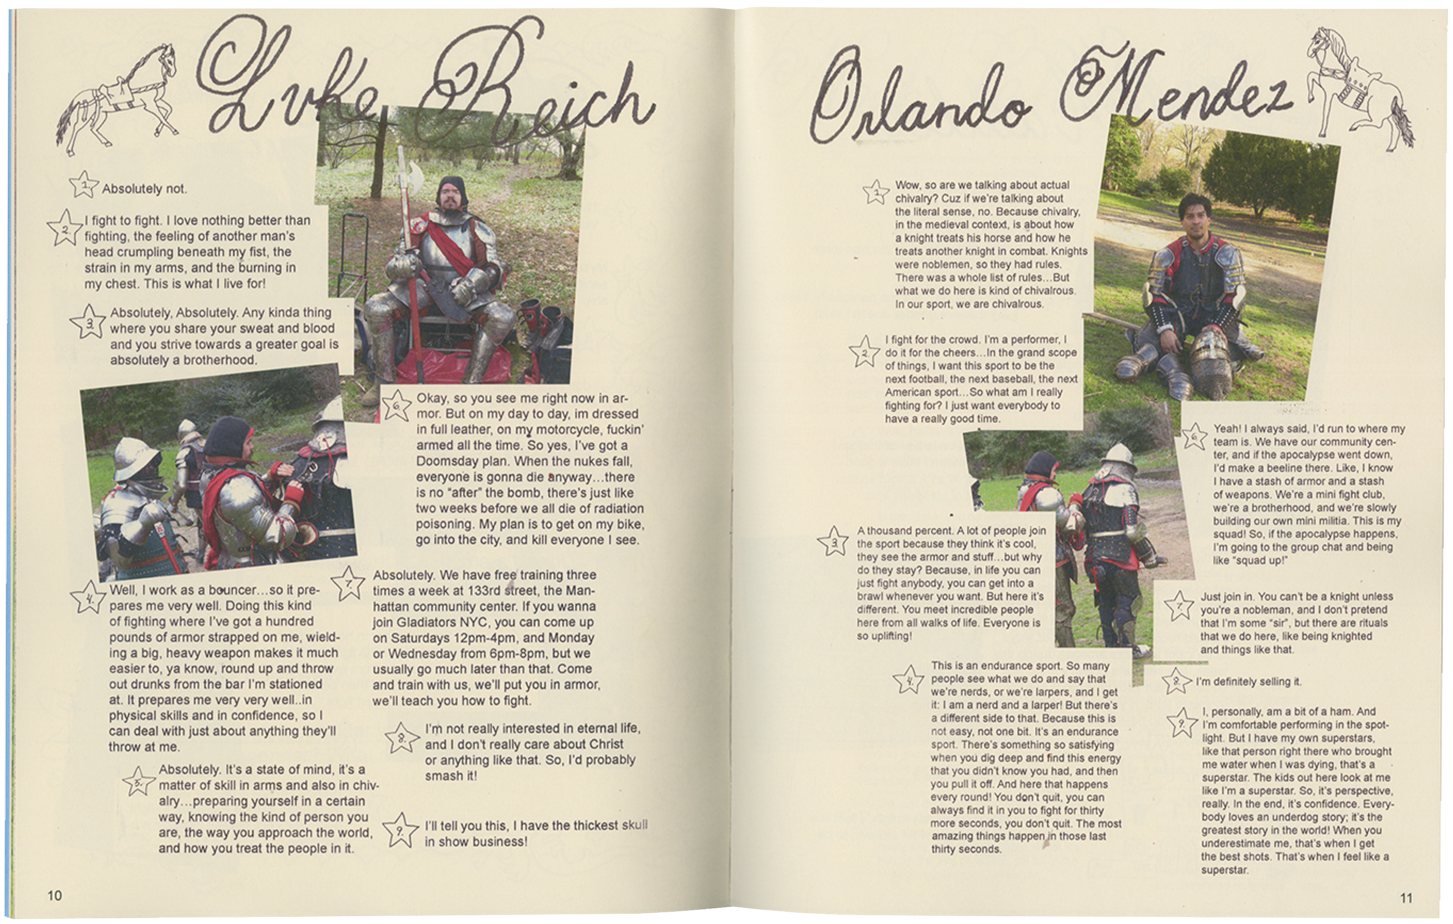 Luke Reich
1. Absolutely not.
2. I fight to fight. I love nothing better than
fighting, the feeling of another man's
head crumpling beneath my fist, the
strain in my arms, and the burning in
my chest. This is what I live for!
3. Absolutely, Absolutely. Any kinda thing
where you share your sweat and blood
and you strive towards a greater goal is
absolutely a brotherhood.
4. Well, I work as a bouncer...so it pre-
pares me very well. Doing this kind
of fighting where I've got a hundred
pounds of armor strapped on me, wield-
ing a big, heavy weapon makes it much
easier to, ya know, round up and throw
out drunks from the bar I'm stationed
at. It prepares me very very well..in
physical skills and in confidence, so I
can deal with just about anything they'll
throw at me.
5. Absolutely. It's a state of mind, it's a
matter of skill in arms and also in chiv-
alry...preparing yourself in a certain
way, knowing the kind of person you
are, the way you approach the world,
and how you treat the people in it.
6. Okay, so you see me right now in ar-
mor. But on my day to day, im dressed
in full leather, on my motorcycle, fuckin'
armed all the time. So yes, I've got a
Doomsday plan. When the nukes fall,
everyone is gonna die anyway...there
is no "after" the bomb, there's just like
two weeks before we all die of radiation
poisoning. My plan is to get on my bike,
go into the city, and kill everyone I see.
7. Absolutely. We have free training three
times a week at 133rd street, the Man-
hattan community center. If you wanna
join Gladiators NYC, you can come up
on Saturdays 12pm-4pm, and Monday
or Wednesday from 6pm-8pm, but we
usually go much later than that. Come
and train with us, we'll put you in armor,
we'll teach you how to fight.
8. I'm not really interested in eternal life,
and I don't really care about Christ
or anything like that. So, I'd probably
smash it!
9. I'll tell you this, I have the thickest skull
in show business!
10
Orlando Mendez
1. Wow, so are we talking about actual
chivalry? Cuz if we're talking about
the literal sense, no. Because chivalry,
in the medieval context, is about how
a knight treats his horse and how he
treats another knight in combat. Knights
were noblemen, so they had rules.
There was a whole list of rules...But
what we do here is kind of chivalrous.
In our sport, we are chivalrous.
2. I fight for the crowd. I'm a performer, I
do it for the cheers...In the grand scope
of things, I want this sport to be the
next football, the next baseball, the next
American sport...So what am I really
fighting for? I just want everybody to
have a really good time.
3. A thousand percent. A lot of people join
the sport because they think it's cool,
they see the armor and stuff...but why
do they stay? Because, in life you can
just fight anybody, you can get into a
brawl whenever you want. But here it's
different. You meet incredible people
here from all walks of life. Everyone is
so uplifting!
4. This is an endurance sport. So many
people see what we do and say that
we're nerds, or we're larpers, and I get
it: I am a nerd and a larper! But there's
a different side to that. Because this is
not easy, not one bit. It's an endurance
sport. There's something so satisfying
when you dig deep and find this energy
that you didn't know you had, and then
you pull it off. And here that happens
every round! You don't quit, you can
always find it in you to fight for thirty
more seconds, you don't quit. The most
amazing things happen in those last
thirty seconds.
6. Yeah! I always said, I'd run to where my
team is. We have our community cen-
ter, and if the apocalypse went down,
I'd make a beeline there. Like, I know
I have a stash of armor and a stash
of weapons. We're a mini fight club,
we're a brotherhood, and we're slowly
building our own mini militia. This is my
squad! So, if the apocalypse happens,
I'm going to the group chat and being
like "squad up!"
7. Just join in. You can't be a knight unless
you're a nobleman, and I don't pretend
that I'm some "sir", but there are rituals
that we do here, like being knighted
and things like that.
8. I'm definitely selling it.
9. I, personally, am a bit of a ham. And
I'm comfortable performing in the spot-
light. But I have my own superstars,
like that person right there who brought
me water when I was dying, that's a
superstar. The kids out here look at me
like I'm a superstar. So, it's perspective,
really. In the end, it's confidence. Every-
body loves an underdog story; it's the
greatest story in the world! When you
underestimate me, that's when I get
the best shots. That's when I feel like a
superstar.
11